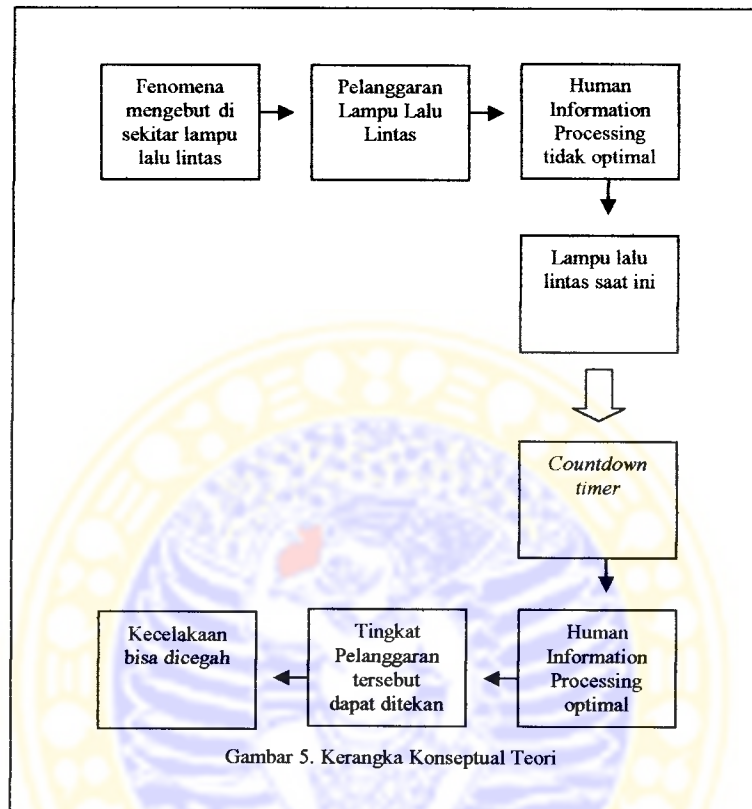 Fenomena
mengebut di
sekitar lampu
lalu lintas
Pelanggaran
Lampu Lalu
Lintas
Human
Information
Processing
tidak optimal
Lampu lalu
lintas saat ini
Countdown
timer
Human
Information
Processing
optimal
Tingkat
Pelanggaran
tersebut
dapat ditekan
Kecelakaan
bisa dicegah
Gambar 5. Kerangka Konseptual Teori